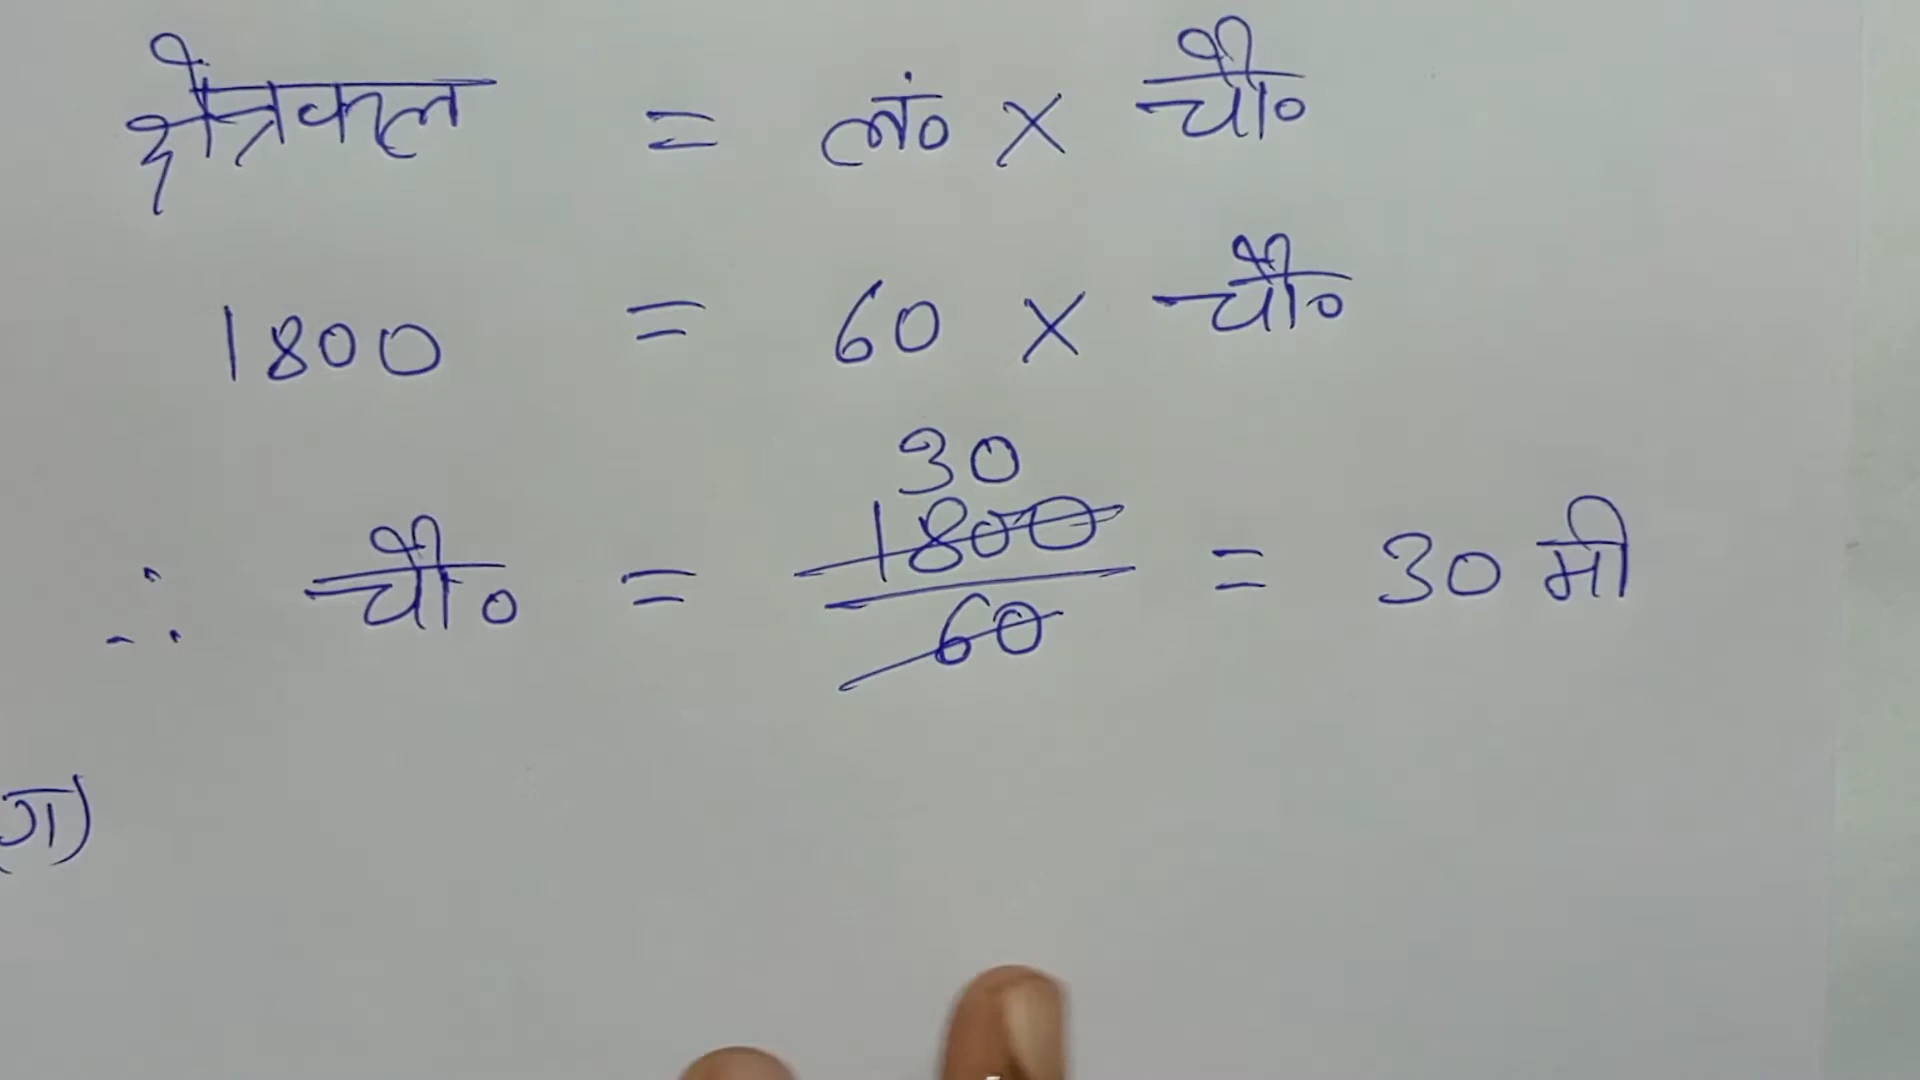 क्षेत्रफल = लं० × चौ०
1800 = 60 × चौ०
30
∴ चौ० = 1800/60 = 30 मी
(ग)